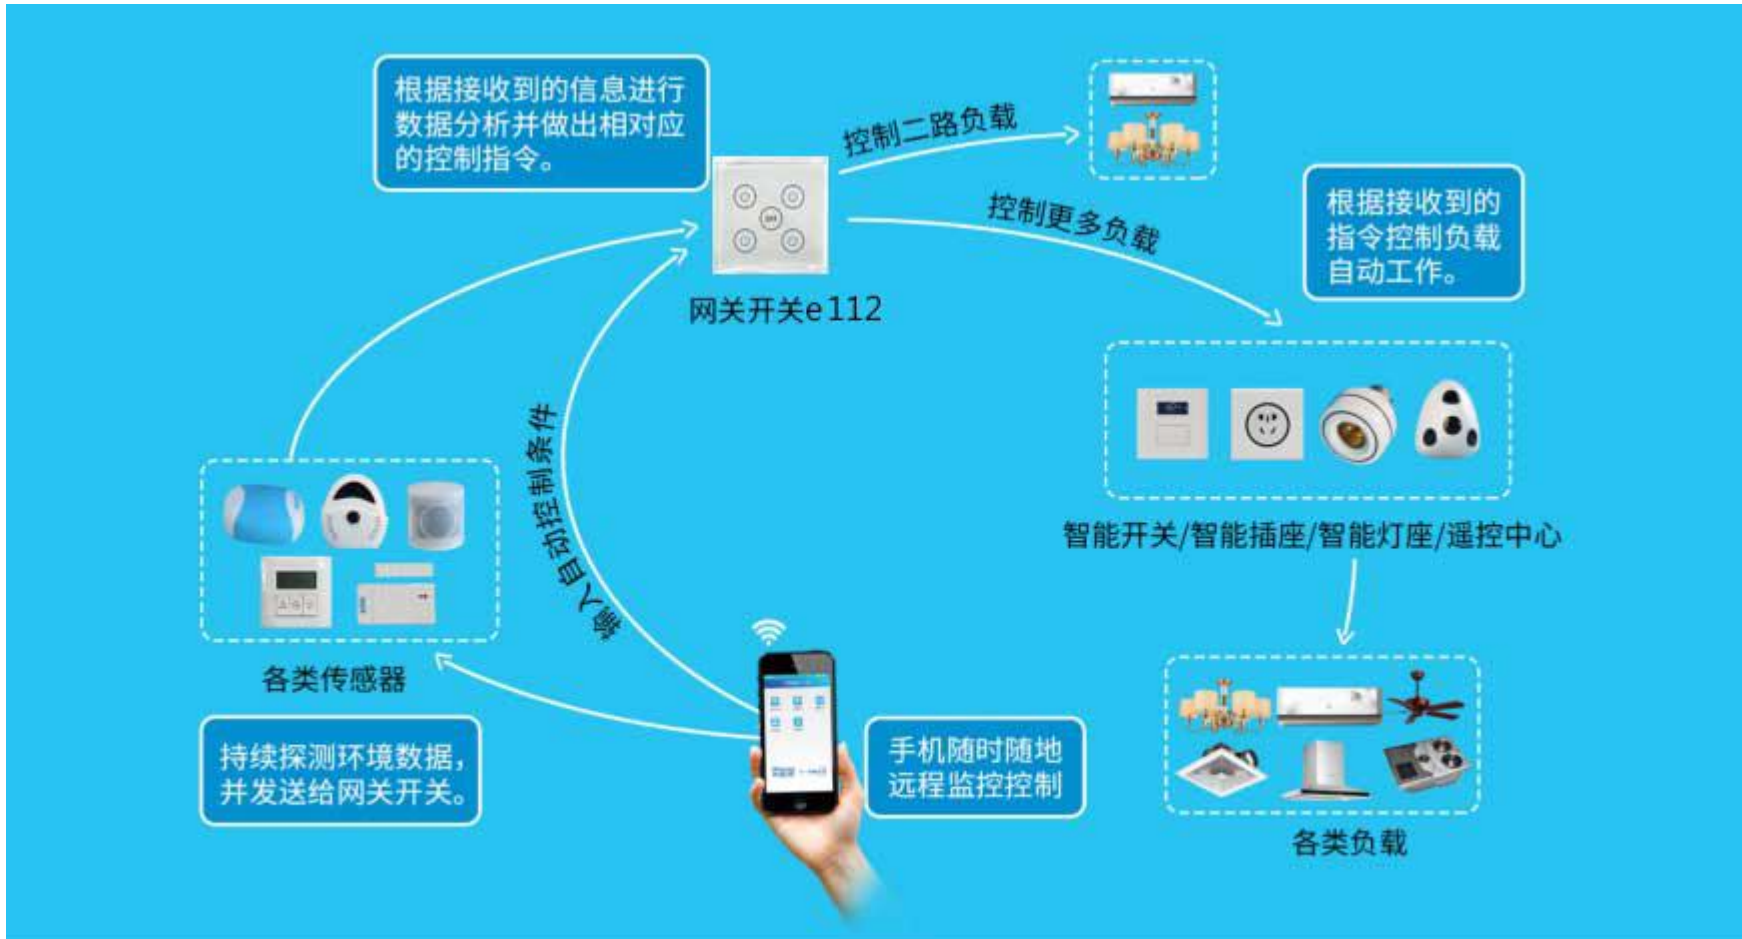 根据接收到的信息进行
数据分析并做出相对应
的控制指令。
控制二路负载
控制更多负载
根据接收到的
指令控制负载
自动工作。
网关开关e112
输入自动控制条件
智能开关/智能插座/智能灯座/遥控中心
各类传感器
持续探测环境数据，
并发送给网关开关。
手机随时随地
远程监控控制
各类负载